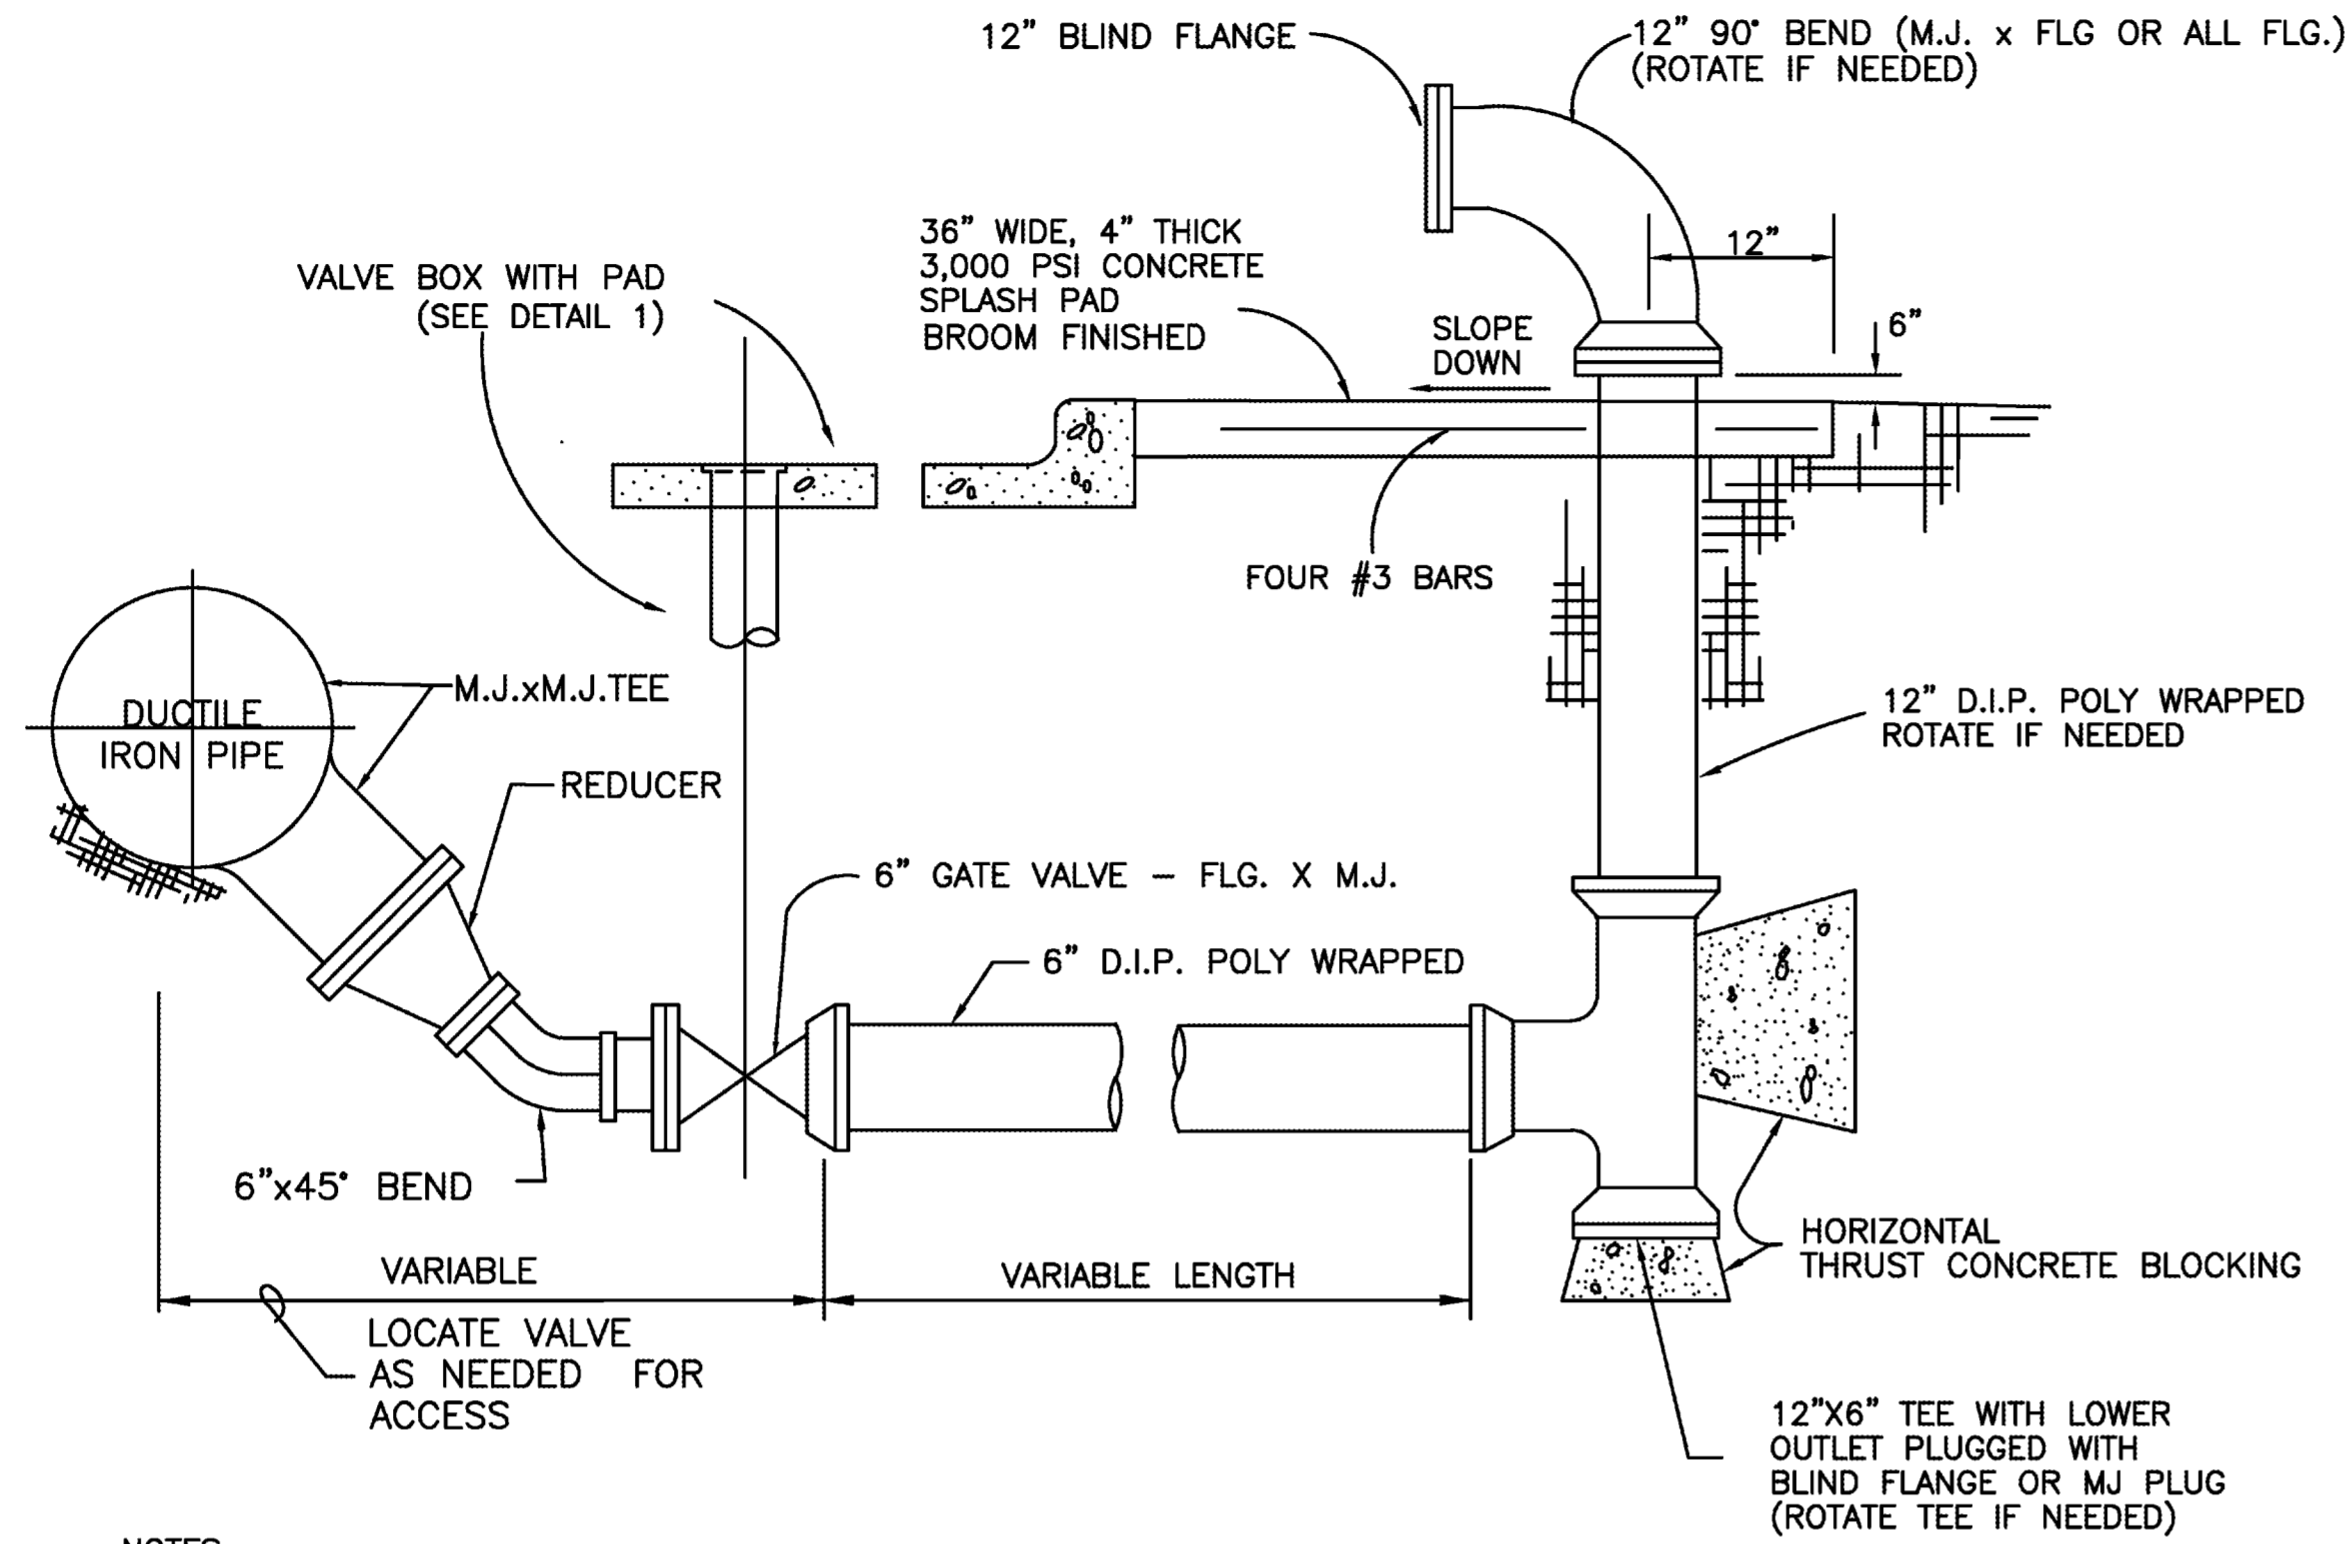 12” BLIND FLANGE
12” 90° BEND (M.J. x FLG OR ALL FLG.)
(ROTATE IF NEEDED)
36” WIDE, 4” THICK
3,000 PSI CONCRETE
SPLASH PAD
BROOM FINISHED
12”
VALVE BOX WITH PAD
(SEE DETAIL 1)
SLOPE
DOWN
6”
FOUR #3 BARS
M.J.xM.J.TEE
DUCTILE
IRON PIPE
12” D.I.P. POLY WRAPPED
ROTATE IF NEEDED
REDUCER
6” GATE VALVE – FLG. X M.J.
6” D.I.P. POLY WRAPPED
6”x45° BEND
HORIZONTAL
THRUST CONCRETE BLOCKING
VARIABLE
VARIABLE LENGTH
LOCATE VALVE
AS NEEDED FOR
ACCESS
12”X6” TEE WITH LOWER
OUTLET PLUGGED WITH
BLIND FLANGE OR MJ PLUG
(ROTATE TEE IF NEEDED)
NOTES